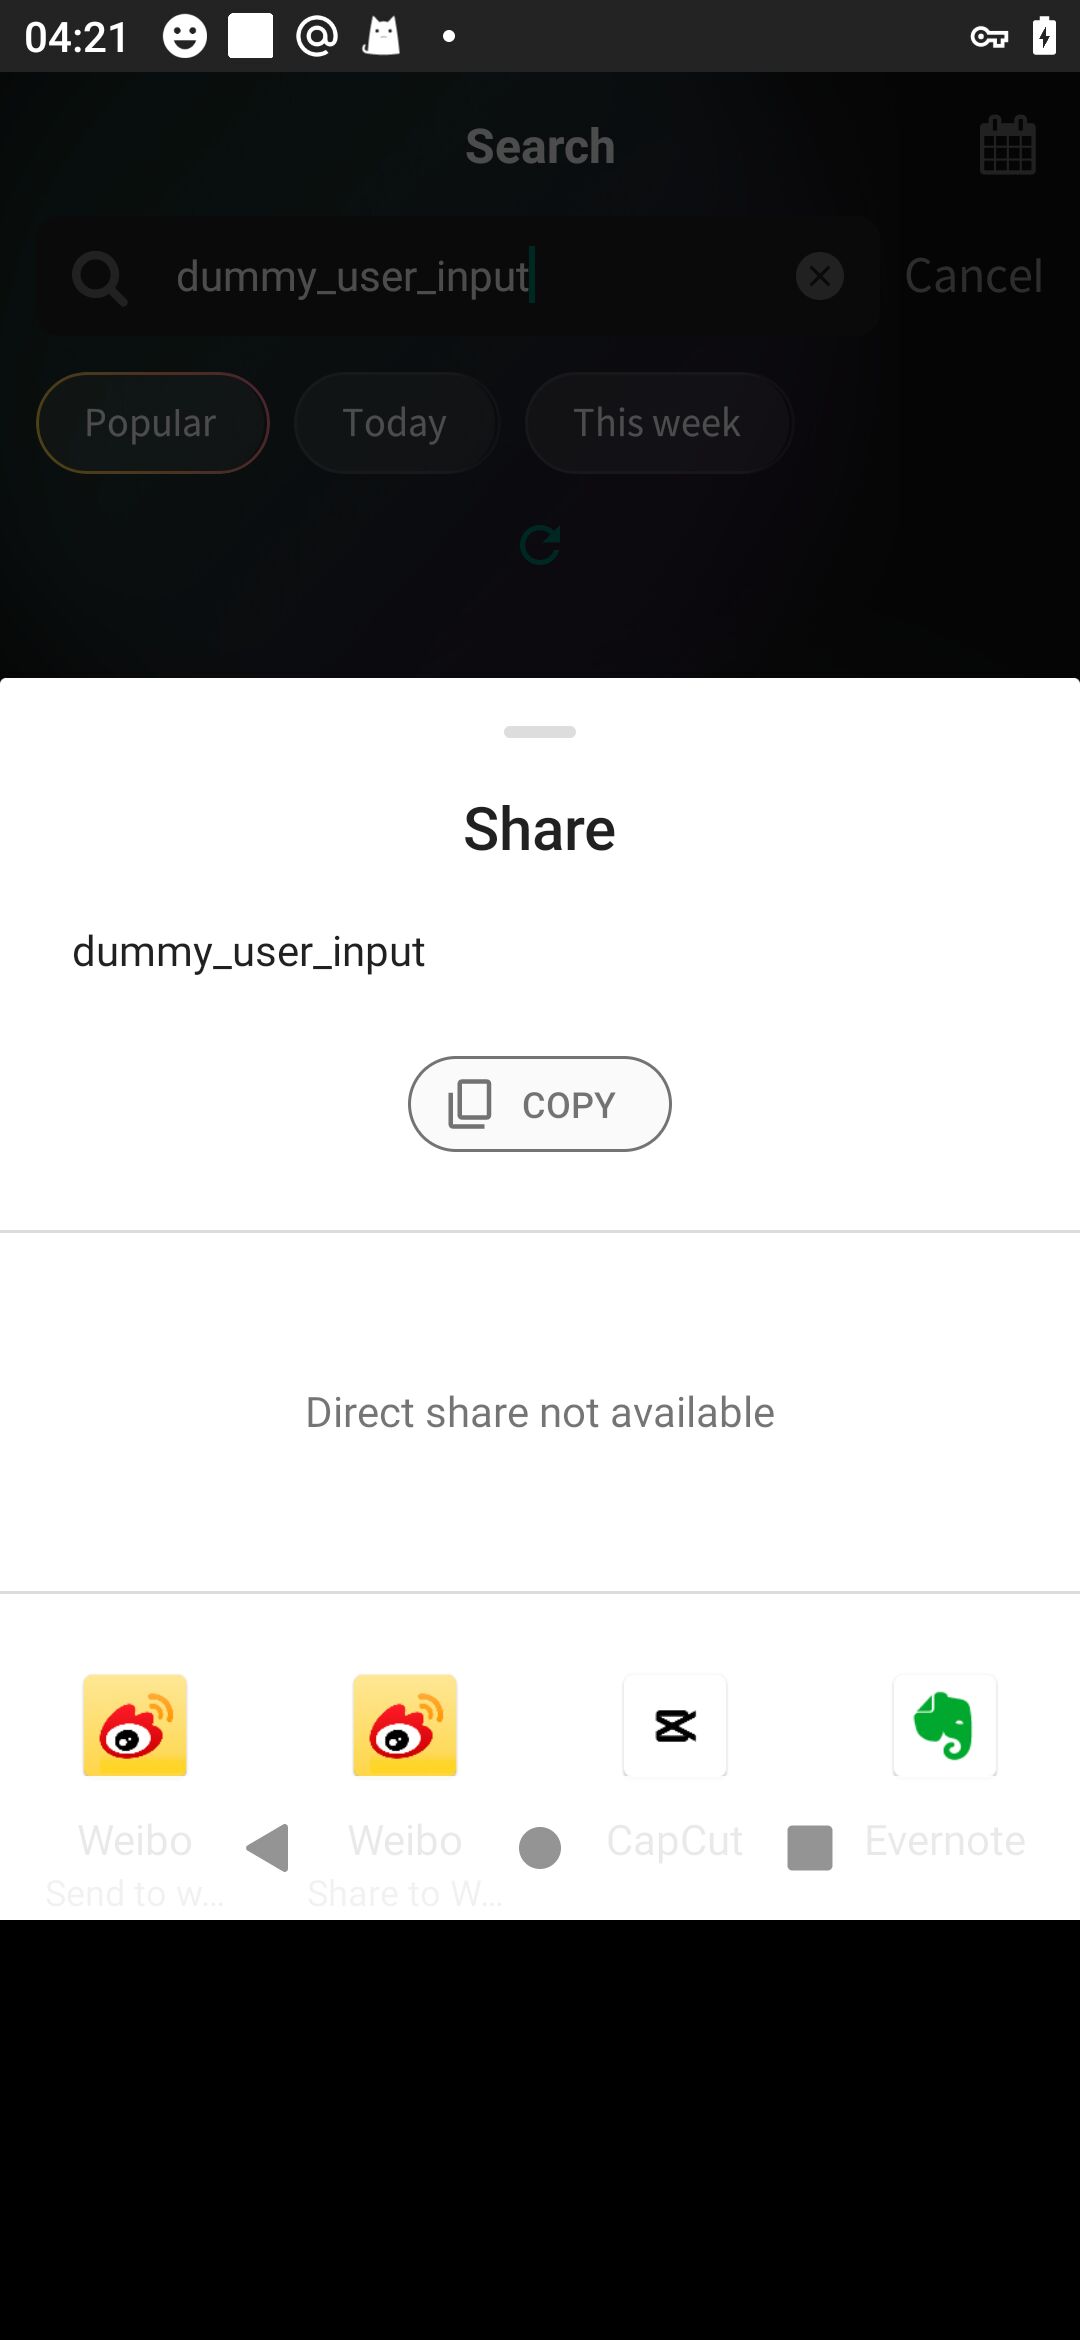 04:21
Search
dummy_user_input
Cancel
Popular
Today
This week
Share
dummy_user_input
COPY
Direct share not available
Weibo
Weibo
CapCut
Evernote
Send to w...
Share to W...